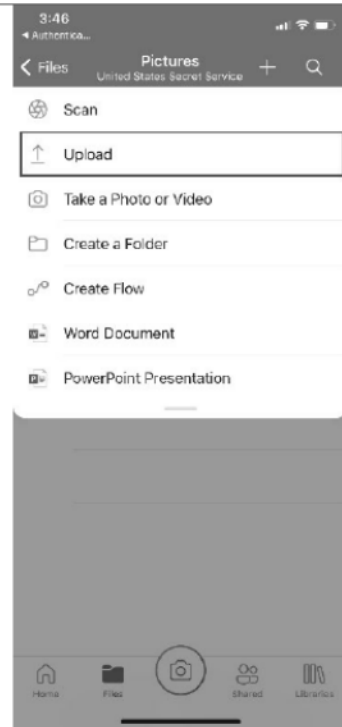 3:46
Authentica...
Files
Pictures
United States Secret Service
Scan
Upload
Take a Photo or Video
Create a Folder
Create Flow
Word Document
PowerPoint Presentation
Home
Files
Shared
Libraries